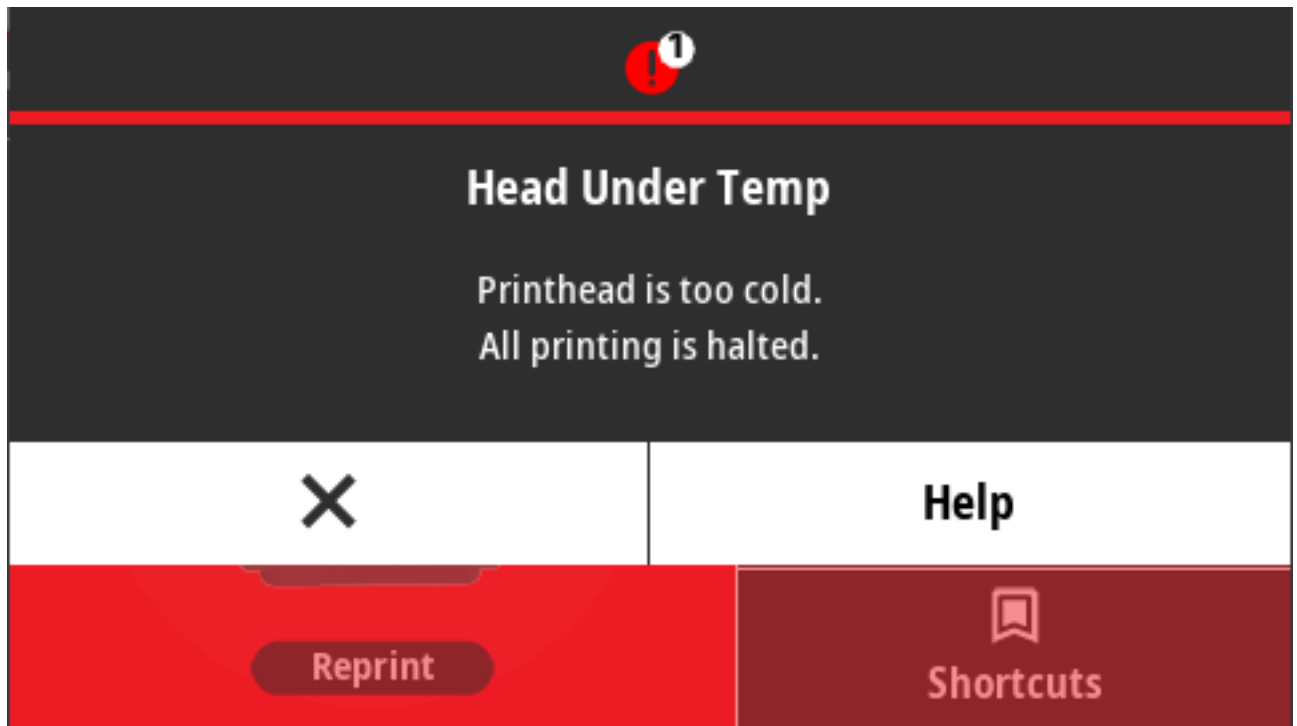 1
Head Under Temp
Printhead is too cold.
All printing is halted.
Help
Reprint
Shortcuts